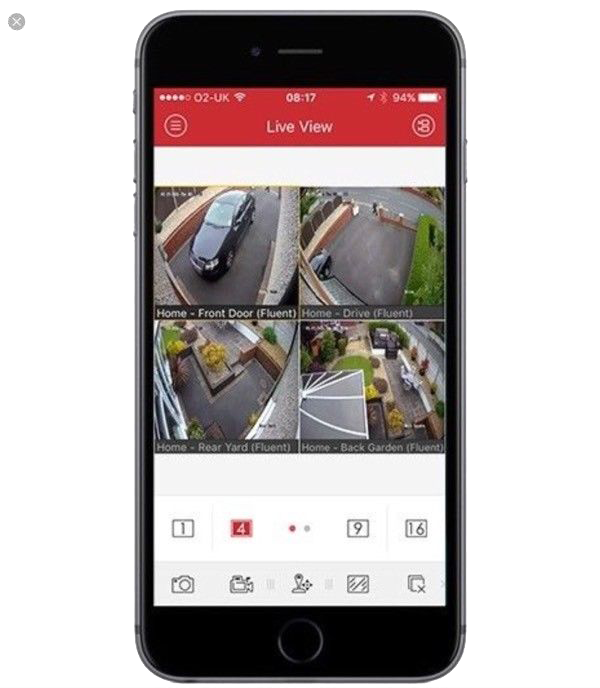 O2-UK 08:17 94%
Live View
Home - Front Door (Fluent) Home - Drive (Fluent)
Home - Rear Yard (Fluent) Home - Back Garden (Fluent)
1 4 9 16